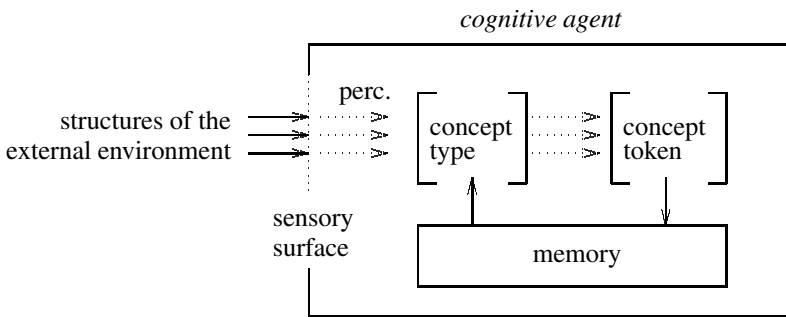 cognitive agent
perc.
structures of the
external environment
concept
type
concept
token
sensory
surface
memory